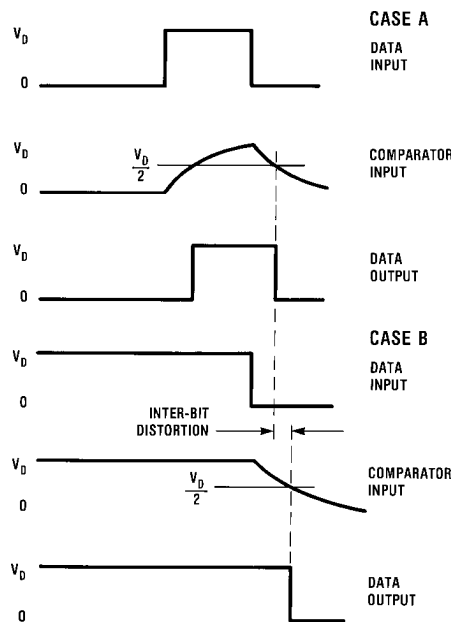 CASE A
V_D
DATA
INPUT
0
V_D
V_D
2
COMPARATOR
INPUT
0
V_D
DATA
OUTPUT
0
CASE B
V_D
DATA
INPUT
0
INTER-BIT
DISTORTION
V_D
V_D
2
COMPARATOR
INPUT
0
V_D
DATA
OUTPUT
0